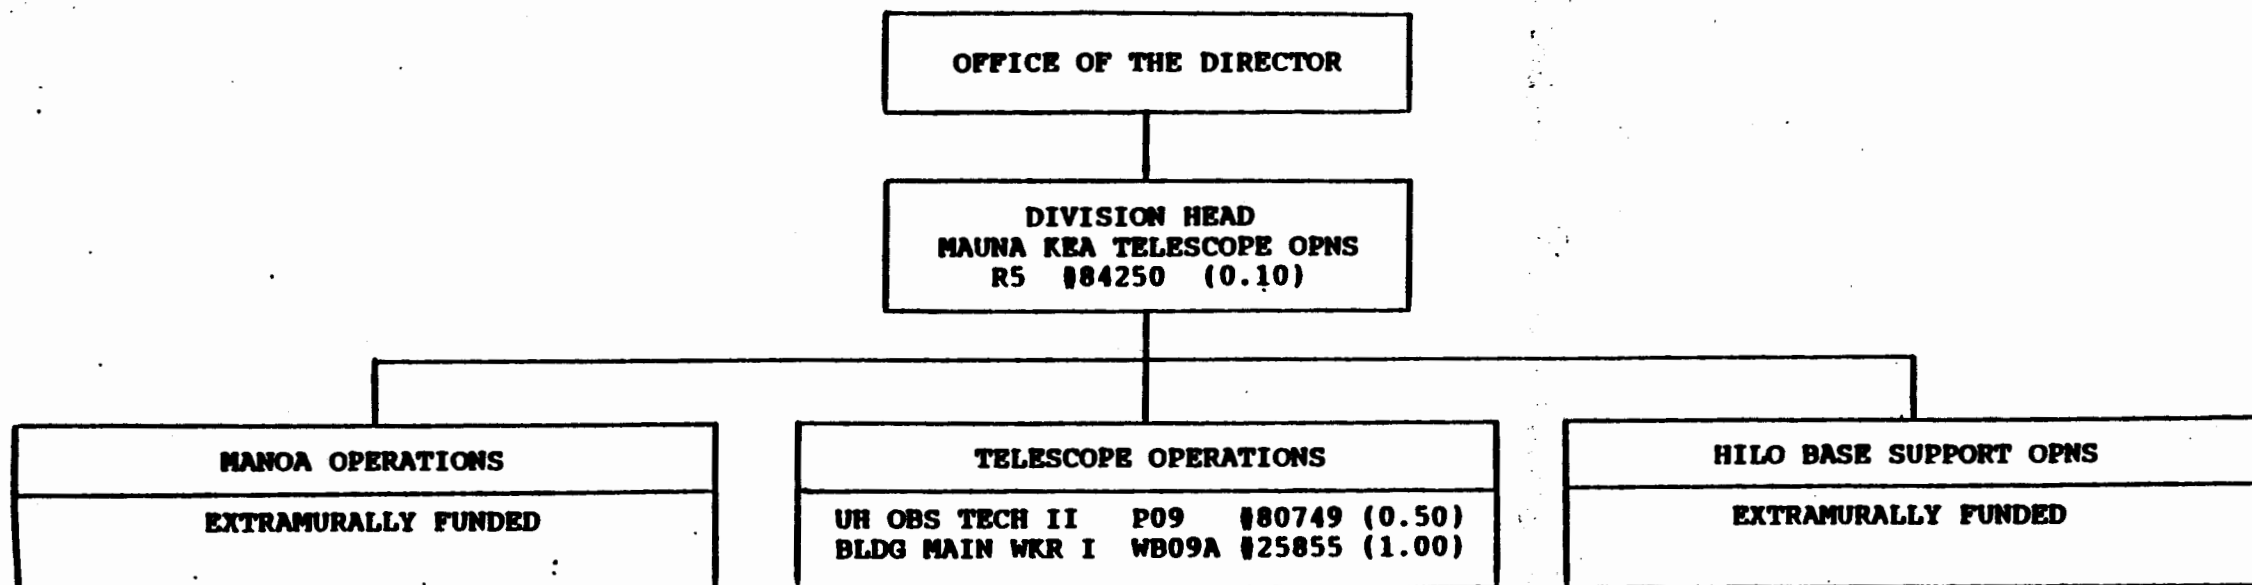 OFFICE OF THE DIRECTOR
DIVISION HEAD
MAUNA KEA TELESCOPE OPNS
R5 #84250 (0.10)
MANOA OPERATIONS
EXTRAMURALLY FUNDED
TELESCOPE OPERATIONS
UH OBS TECH II P09 #80749 (0.50)
BLDG MAIN WKR I WB09A #25855 (1.00)
HILO BASE SUPPORT OPNS
EXTRAMURALLY FUNDED